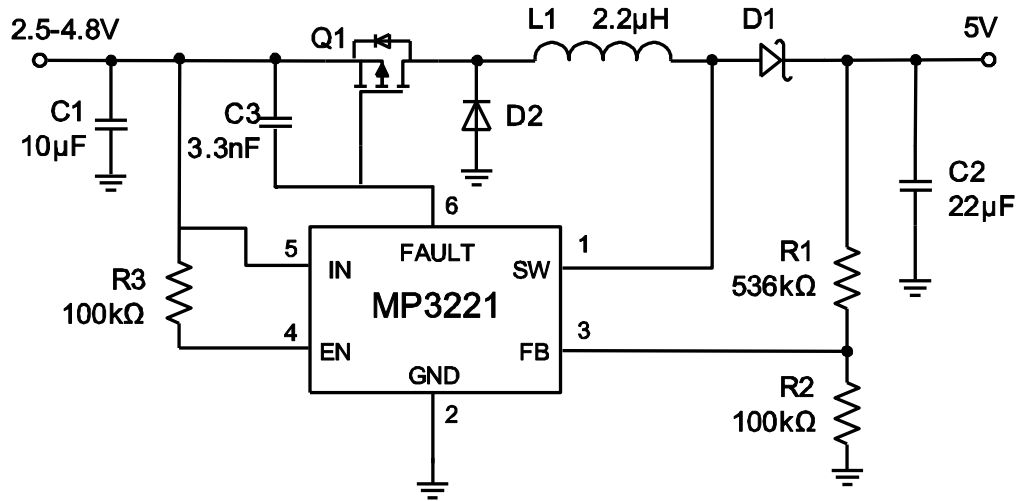 2.5-4.8V
Q1
L1 2.2µH
D1
5V
C1
10µF
C3
3.3nF
D2
C2
22µF
6
5
1
FAULT
IN
SW
R3
100kΩ
MP3221
R1
536kΩ
4
3
EN
FB
GND
2
R2
100kΩ